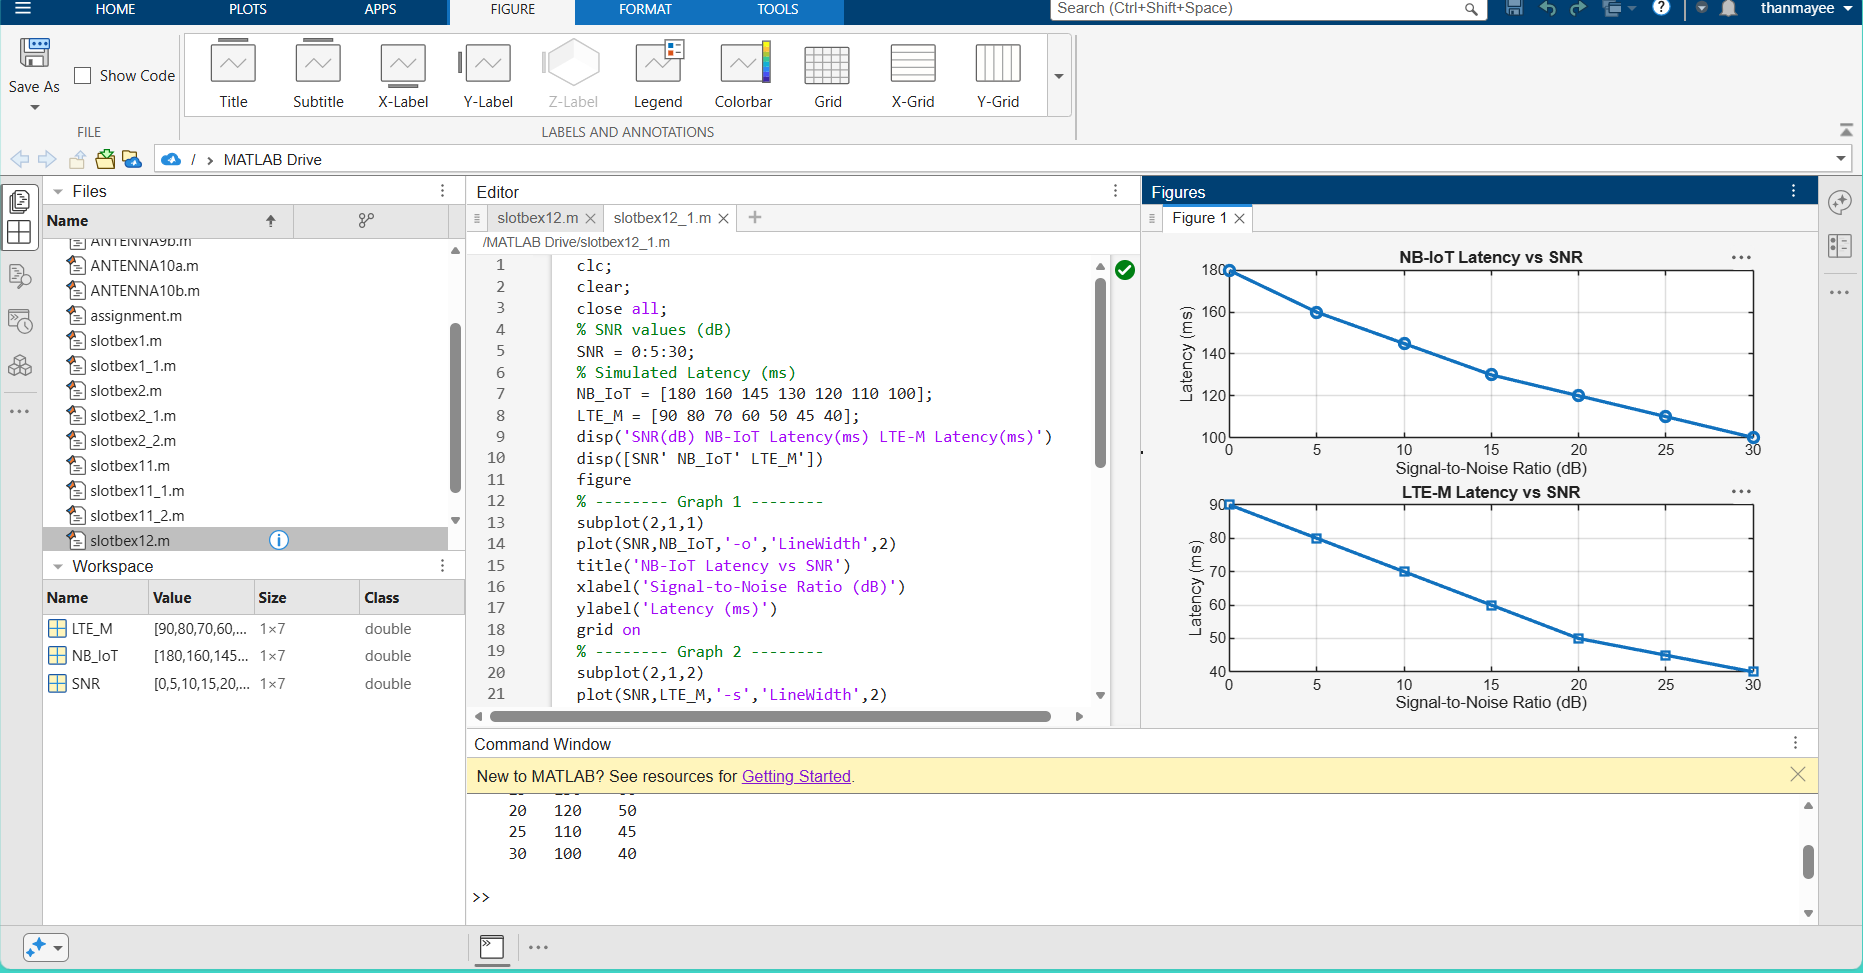 HOME PLOTS APPS FIGURE FORMAT TOOLS Search (Ctrl+Shift+Space) thanmayee
Save As Show Code Title Subtitle X-Label Y-Label Z-Label Legend Colorbar Grid X-Grid Y-Grid
FILE LABELS AND ANNOTATIONS
/ > MATLAB Drive
Files
Name
ANTENNA9b.m
ANTENNA10a.m
ANTENNA10b.m
assignment.m
slotbex1.m
slotbex1_1.m
slotbex2.m
slotbex2_1.m
slotbex2_2.m
slotbex11.m
slotbex11_1.m
slotbex11_2.m
slotbex12.m
Workspace
Name Value Size Class
LTE_M [90,80,70,60,... 1×7 double
NB_IoT [180,160,145... 1×7 double
SNR [0,5,10,15,20,... 1×7 double
Editor
slotbex12.m slotbex12_1.m
/MATLAB Drive/slotbex12_1.m
1 clc;
2 clear;
3 close all;
4 % SNR values (dB)
5 SNR = 0:5:30;
6 % Simulated Latency (ms)
7 NB_IoT = [180 160 145 130 120 110 100];
8 LTE_M = [90 80 70 60 50 45 40];
9 disp('SNR(dB) NB-IoT Latency(ms) LTE-M Latency(ms)')
10 disp([SNR' NB_IoT' LTE_M'])
11 figure
12 % -------- Graph 1 --------
13 subplot(2,1,1)
14 plot(SNR,NB_IoT,'-o','LineWidth',2)
15 title('NB-IoT Latency vs SNR')
16 xlabel('Signal-to-Noise Ratio (dB)')
17 ylabel('Latency (ms)')
18 grid on
19 % -------- Graph 2 --------
20 subplot(2,1,2)
21 plot(SNR,LTE_M,'-s','LineWidth',2)
Figures
Figure 1
NB-IoT Latency vs SNR
Latency (ms)
180
160
140
120
100
0 5 10 15 20 25 30
Signal-to-Noise Ratio (dB)
LTE-M Latency vs SNR
Latency (ms)
90
80
70
60
50
40
0 5 10 15 20 25 30
Signal-to-Noise Ratio (dB)
Command Window
New to MATLAB? See resources for Getting Started.
20 120 50
25 110 45
30 100 40
>>